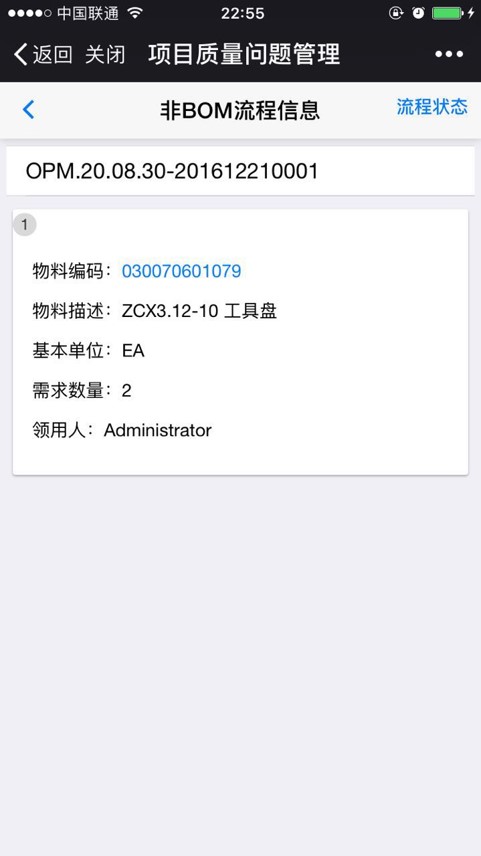 中国联通 22:55
返回 关闭 项目质量问题管理
非BOM流程信息 流程状态
OPM.20.08.30-201612210001
1
物料编码：030070601079
物料描述：ZCX3.12-10 工具盘
基本单位：EA
需求数量：2
领用人：Administrator